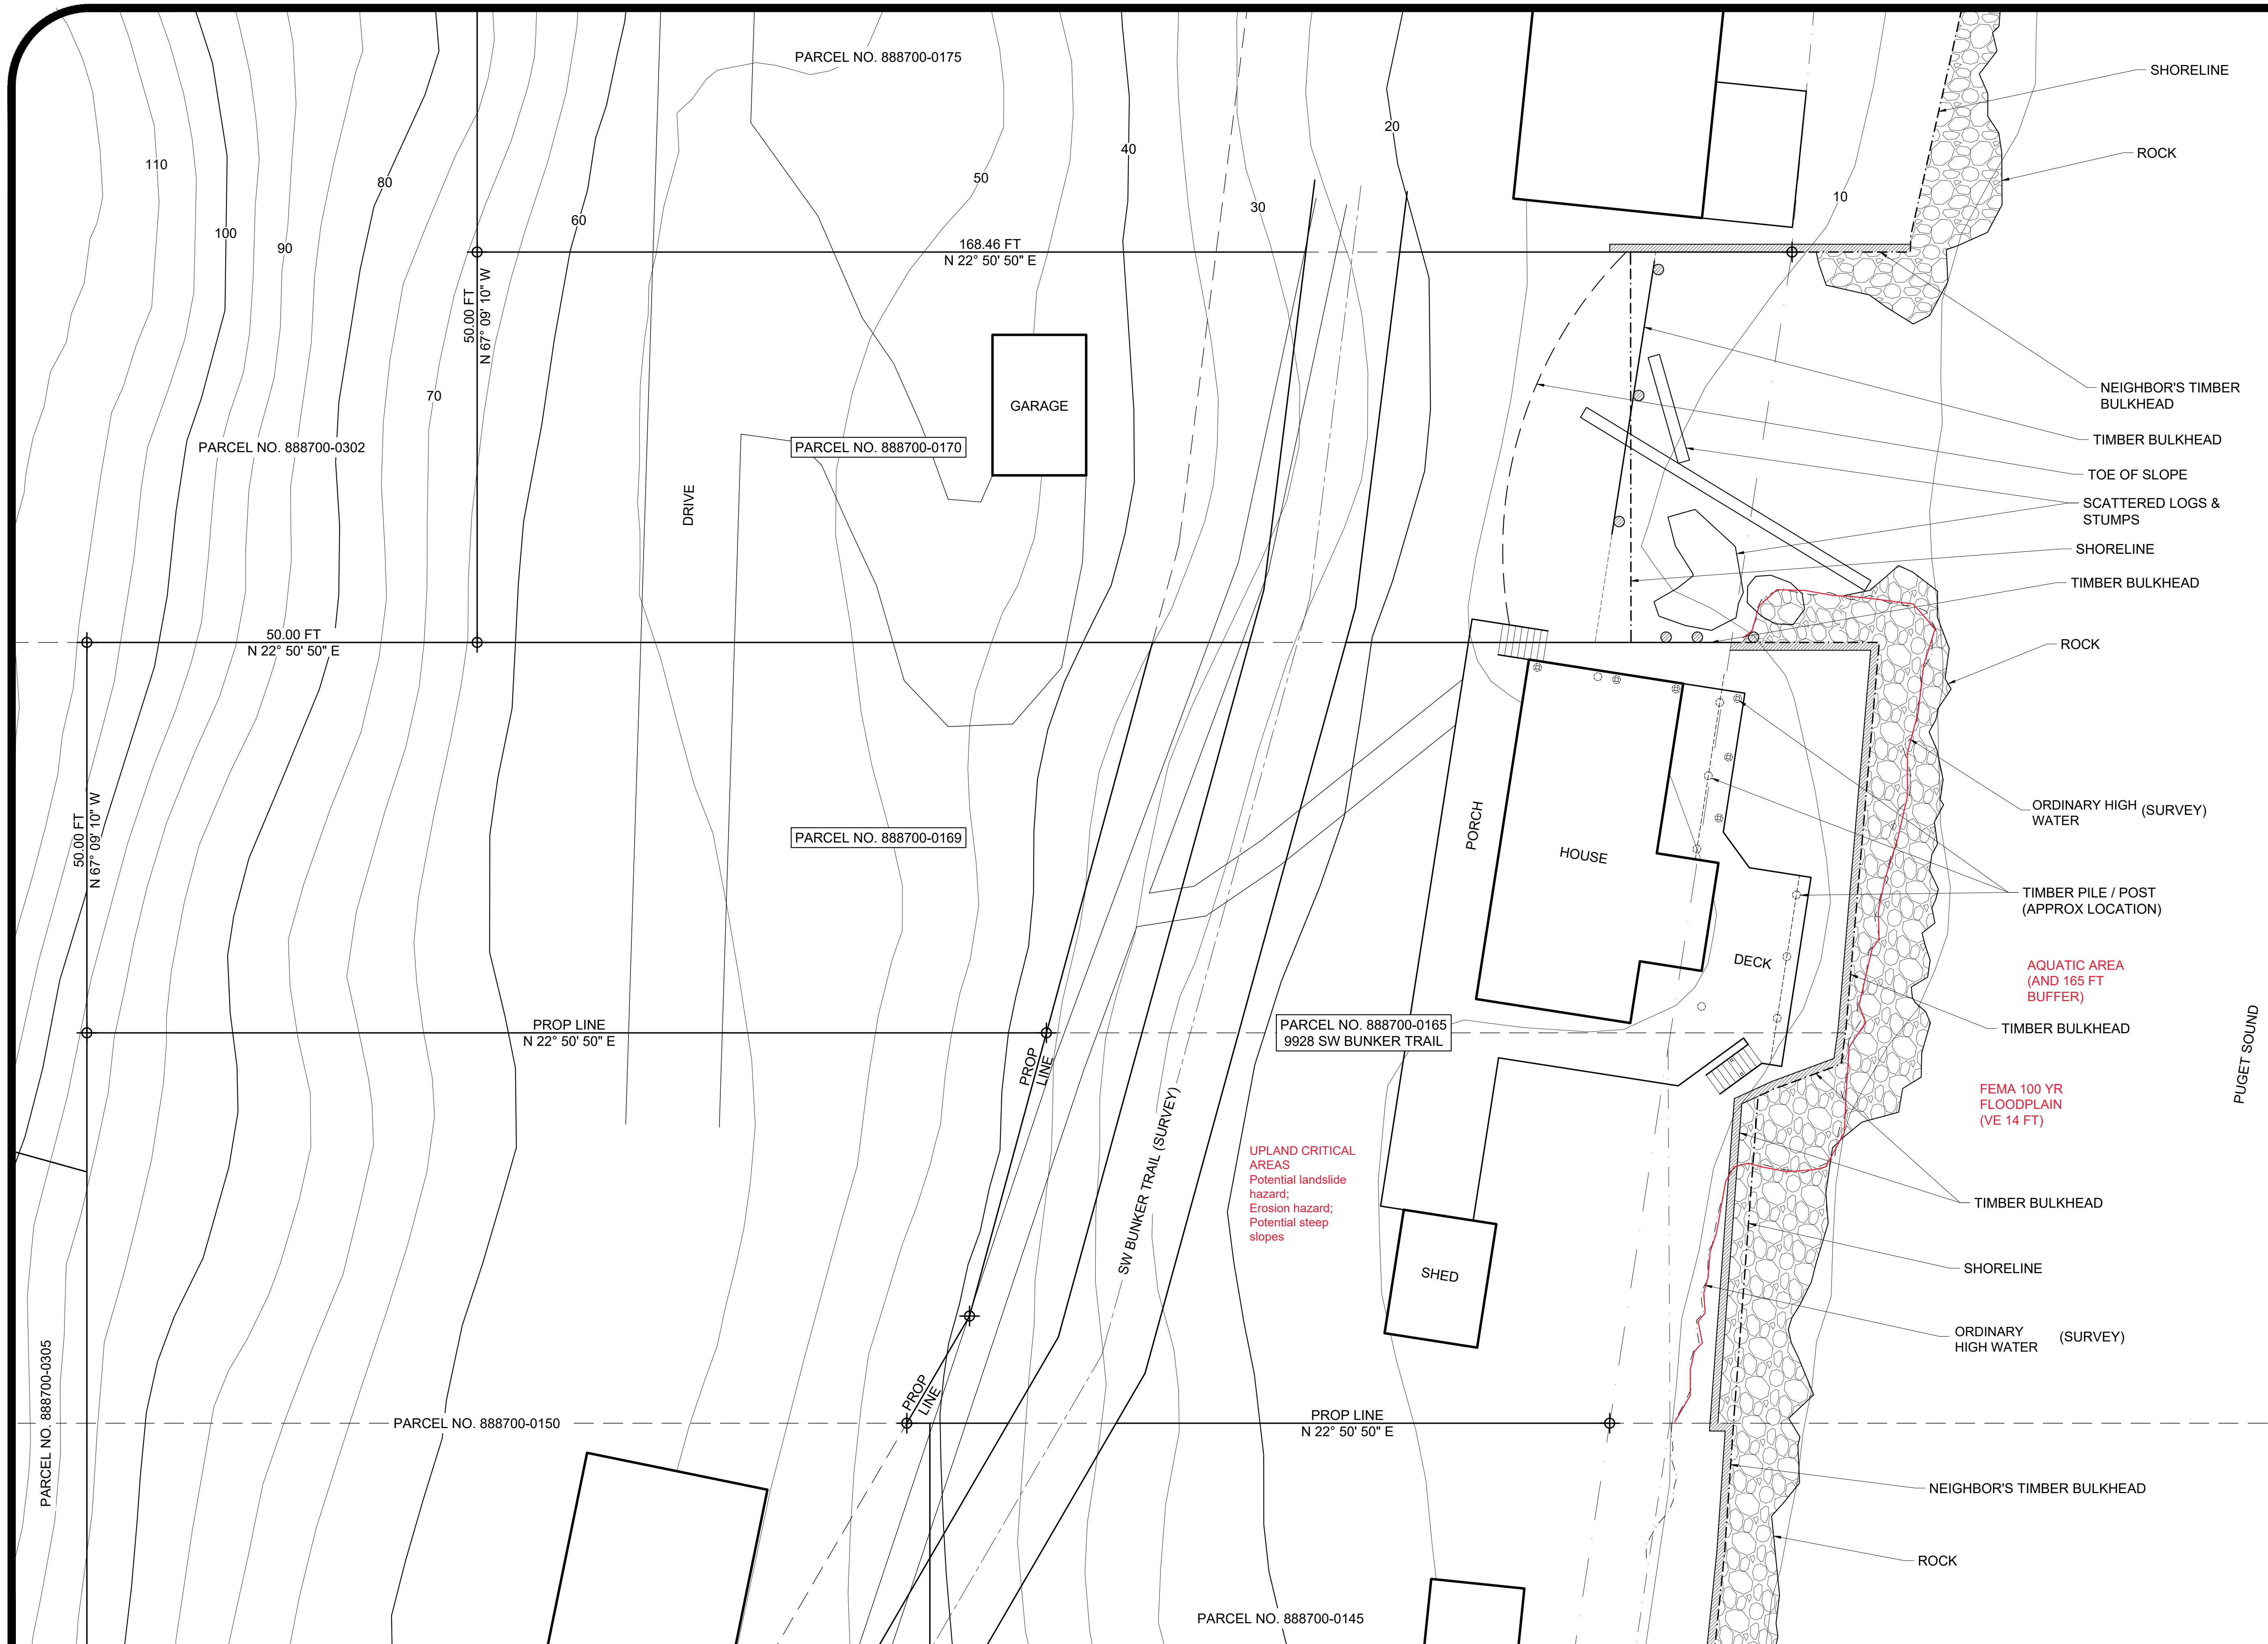 PARCEL NO. 888700-0175
SHORELINE
ROCK
110
80
50
40
20
30
10
100
90
60
168.46 FT
N 22° 50' 50" E
50.00 FT
N 67° 09' 10" W
70
GARAGE
NEIGHBOR'S TIMBER
BULKHEAD
TIMBER BULKHEAD
PARCEL NO. 888700-0302
PARCEL NO. 888700-0170
TOE OF SLOPE
DRIVE
SCATTERED LOGS &
STUMPS
SHORELINE
TIMBER BULKHEAD
50.00 FT
N 22° 50' 50" E
ROCK
50.00 FT
N 67° 09' 10" W
PARCEL NO. 888700-0169
PORCH
HOUSE
ORDINARY HIGH
WATER
(SURVEY)
TIMBER PILE / POST
(APPROX LOCATION)
DECK
AQUATIC AREA
(AND 165 FT
BUFFER)
PROP LINE
N 22° 50' 50" E
PARCEL NO. 888700-0165
9928 SW BUNKER TRAIL
TIMBER BULKHEAD
PUGET SOUND
PROP
LINE
FEMA 100 YR
FLOODPLAIN
(VE 14 FT)
SW BUNKER TRAIL (SURVEY)
UPLAND CRITICAL
AREAS
Potential landslide
hazard;
Erosion hazard;
Potential steep
slopes
TIMBER BULKHEAD
SHED
SHORELINE
ORDINARY
HIGH WATER
(SURVEY)
PARCEL NO. 888700-0305
PROP
LINE
PARCEL NO. 888700-0150
PROP LINE
N 22° 50' 50" E
NEIGHBOR'S TIMBER BULKHEAD
ROCK
PARCEL NO. 888700-0145